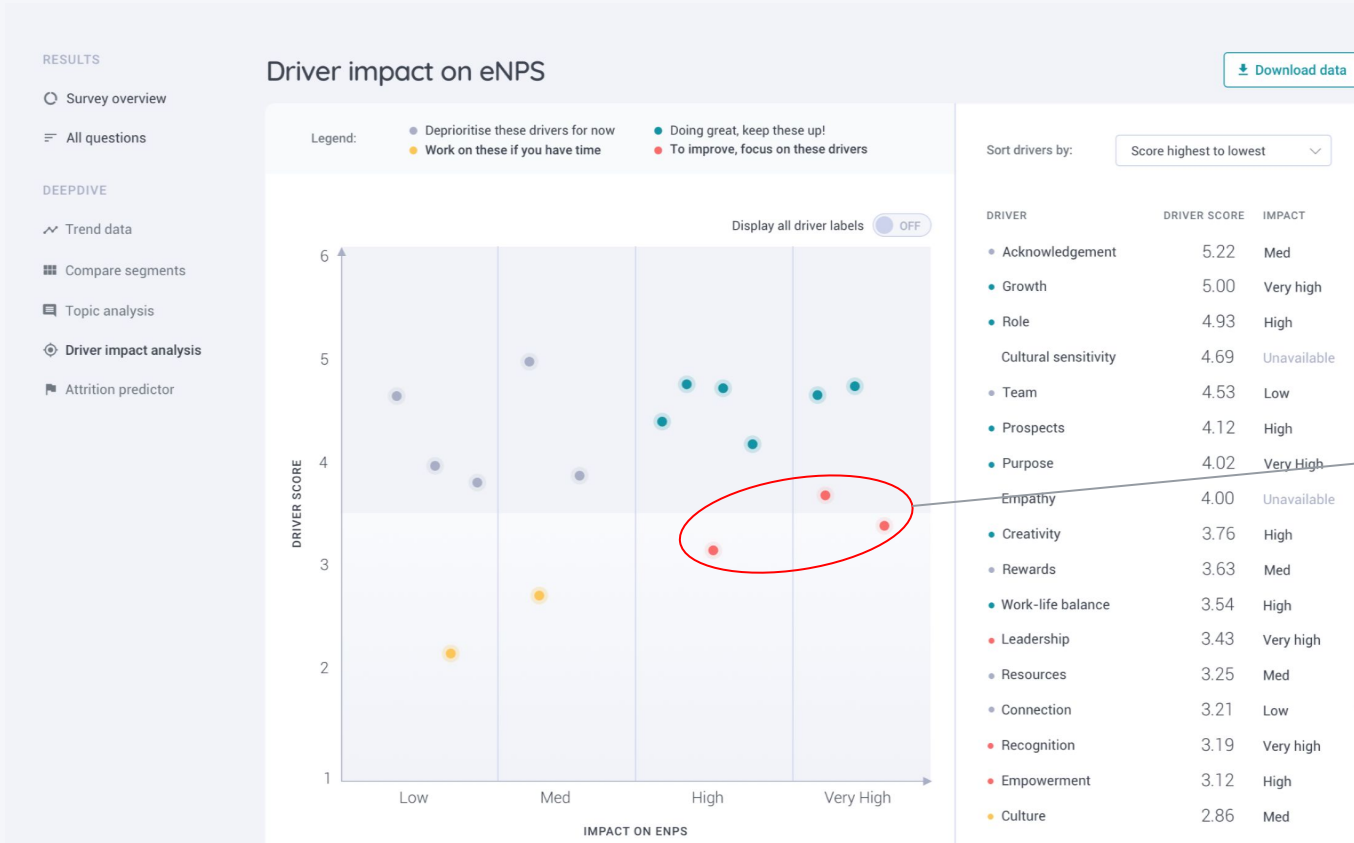 RESULTS
Survey overview
All questions
DEEPDIVE
Trend data
Compare segments
Topic analysis
Driver impact analysis
Attrition predictor
Driver impact on eNPS
Download data
Legend:
Deprioritise these drivers for now
Doing great, keep these up!
Work on these if you have time
To improve, focus on these drivers
Display all driver labels OFF
DRIVER SCORE
6
5
4
3
2
1
Low Med High Very High
IMPACT ON ENPS
Sort drivers by: Score highest to lowest
DRIVER DRIVER SCORE IMPACT
Acknowledgement 5.22 Med
Growth 5.00 Very high
Role 4.93 High
Cultural sensitivity 4.69 Unavailable
Team 4.53 Low
Prospects 4.12 High
Purpose 4.02 Very High
Empathy 4.00 Unavailable
Creativity 3.76 High
Rewards 3.63 Med
Work-life balance 3.54 High
Leadership 3.43 Very high
Resources 3.25 Med
Connection 3.21 Low
Recognition 3.19 Very high
Empowerment 3.12 High
Culture 2.86 Med